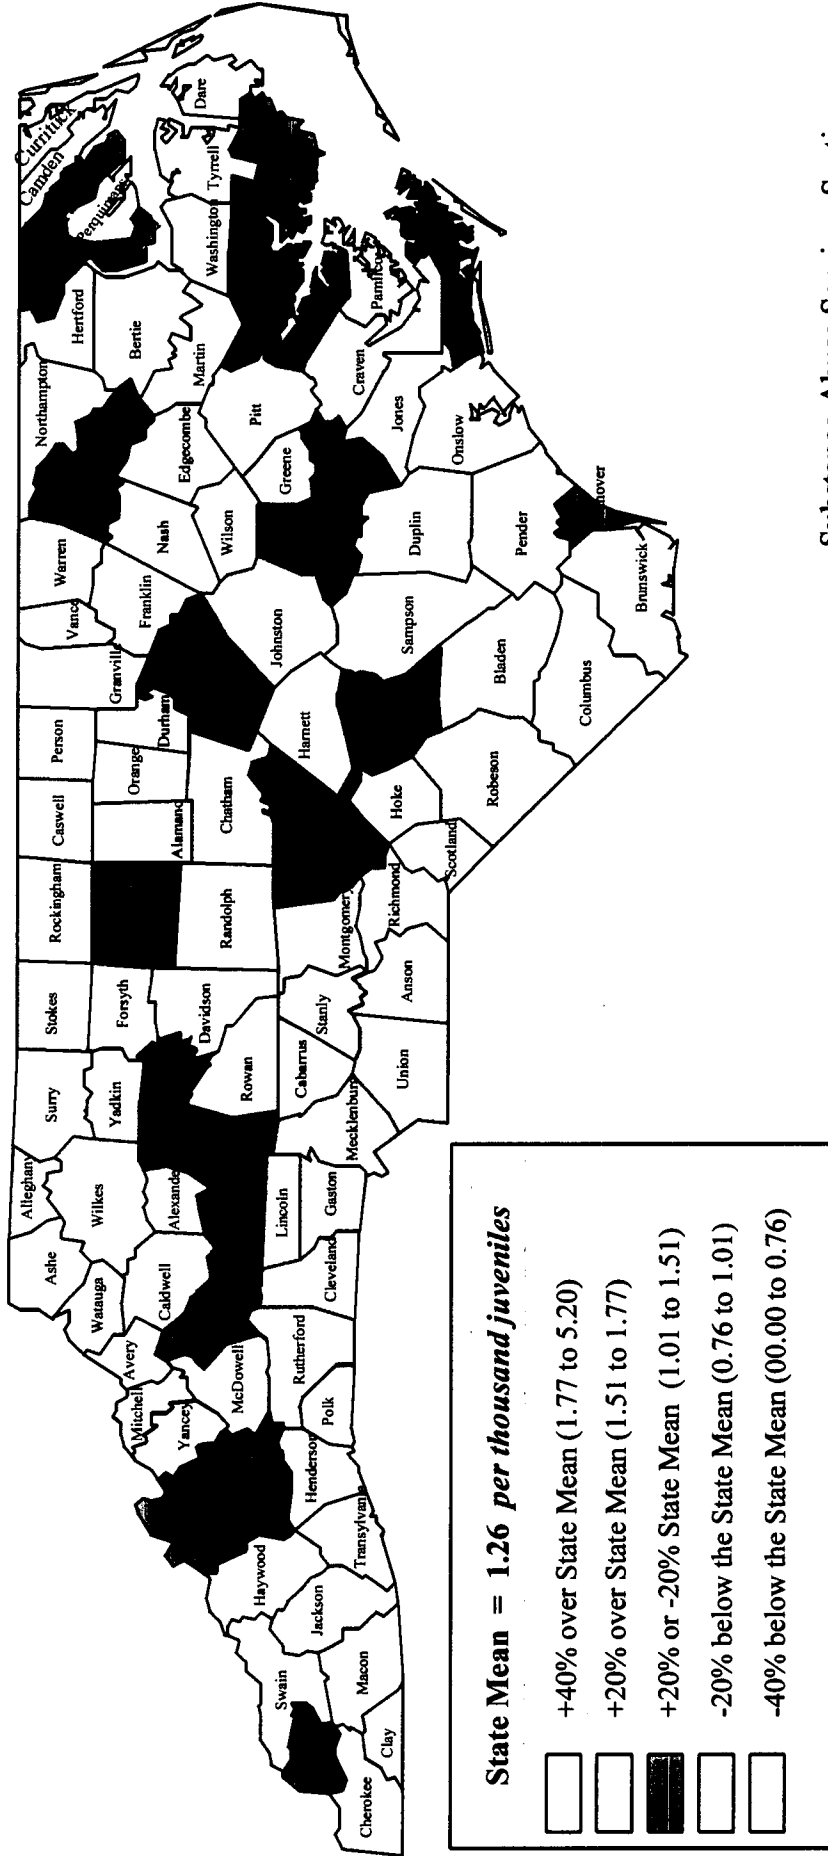 Currituck
Camden
Perquimans
Dare
Tyrrell
Washington
Hertford
Bertie
Martin
Northampton
Edgecombe
Pitt
Greene
Craven
Pamlico
Jones
Onslow
Warren
Vance
Franklin
Nash
Wilson
Duplin
Pender
nover
Brunswick
Granville
Johnston
Sampson
Bladen
Columbus
Person
Durham
Orange
Harnett
Robeson
Caswell
Alamanc
Chatham
Hoke
Scotland
Rockingham
Randolph
Montgomery
Richmond
Stokes
Forsyth
Davidson
Stanly
Anson
Surry
Yadkin
Rowan
Cabarrus
Union
Mecklenburg
Alleghany
Wilkes
Alexande
Lincoln
Gaston
Ashe
Watauga
Caldwell
Cleveland
Avery
Mitchell
Yancey
McDowell
Rutherford
Polk
Henderson
Transylvania
Haywood
Jackson
Swain
Macon
Clay
Cherokee
State Mean = 1.26 per thousand juveniles
+40% over State Mean (1.77 to 5.20)
+20% over State Mean (1.51 to 1.77)
+20% or -20% State Mean (1.01 to 1.51)
-20% below the State Mean (0.76 to 1.01)
-40% below the State Mean (00.00 to 0.76)